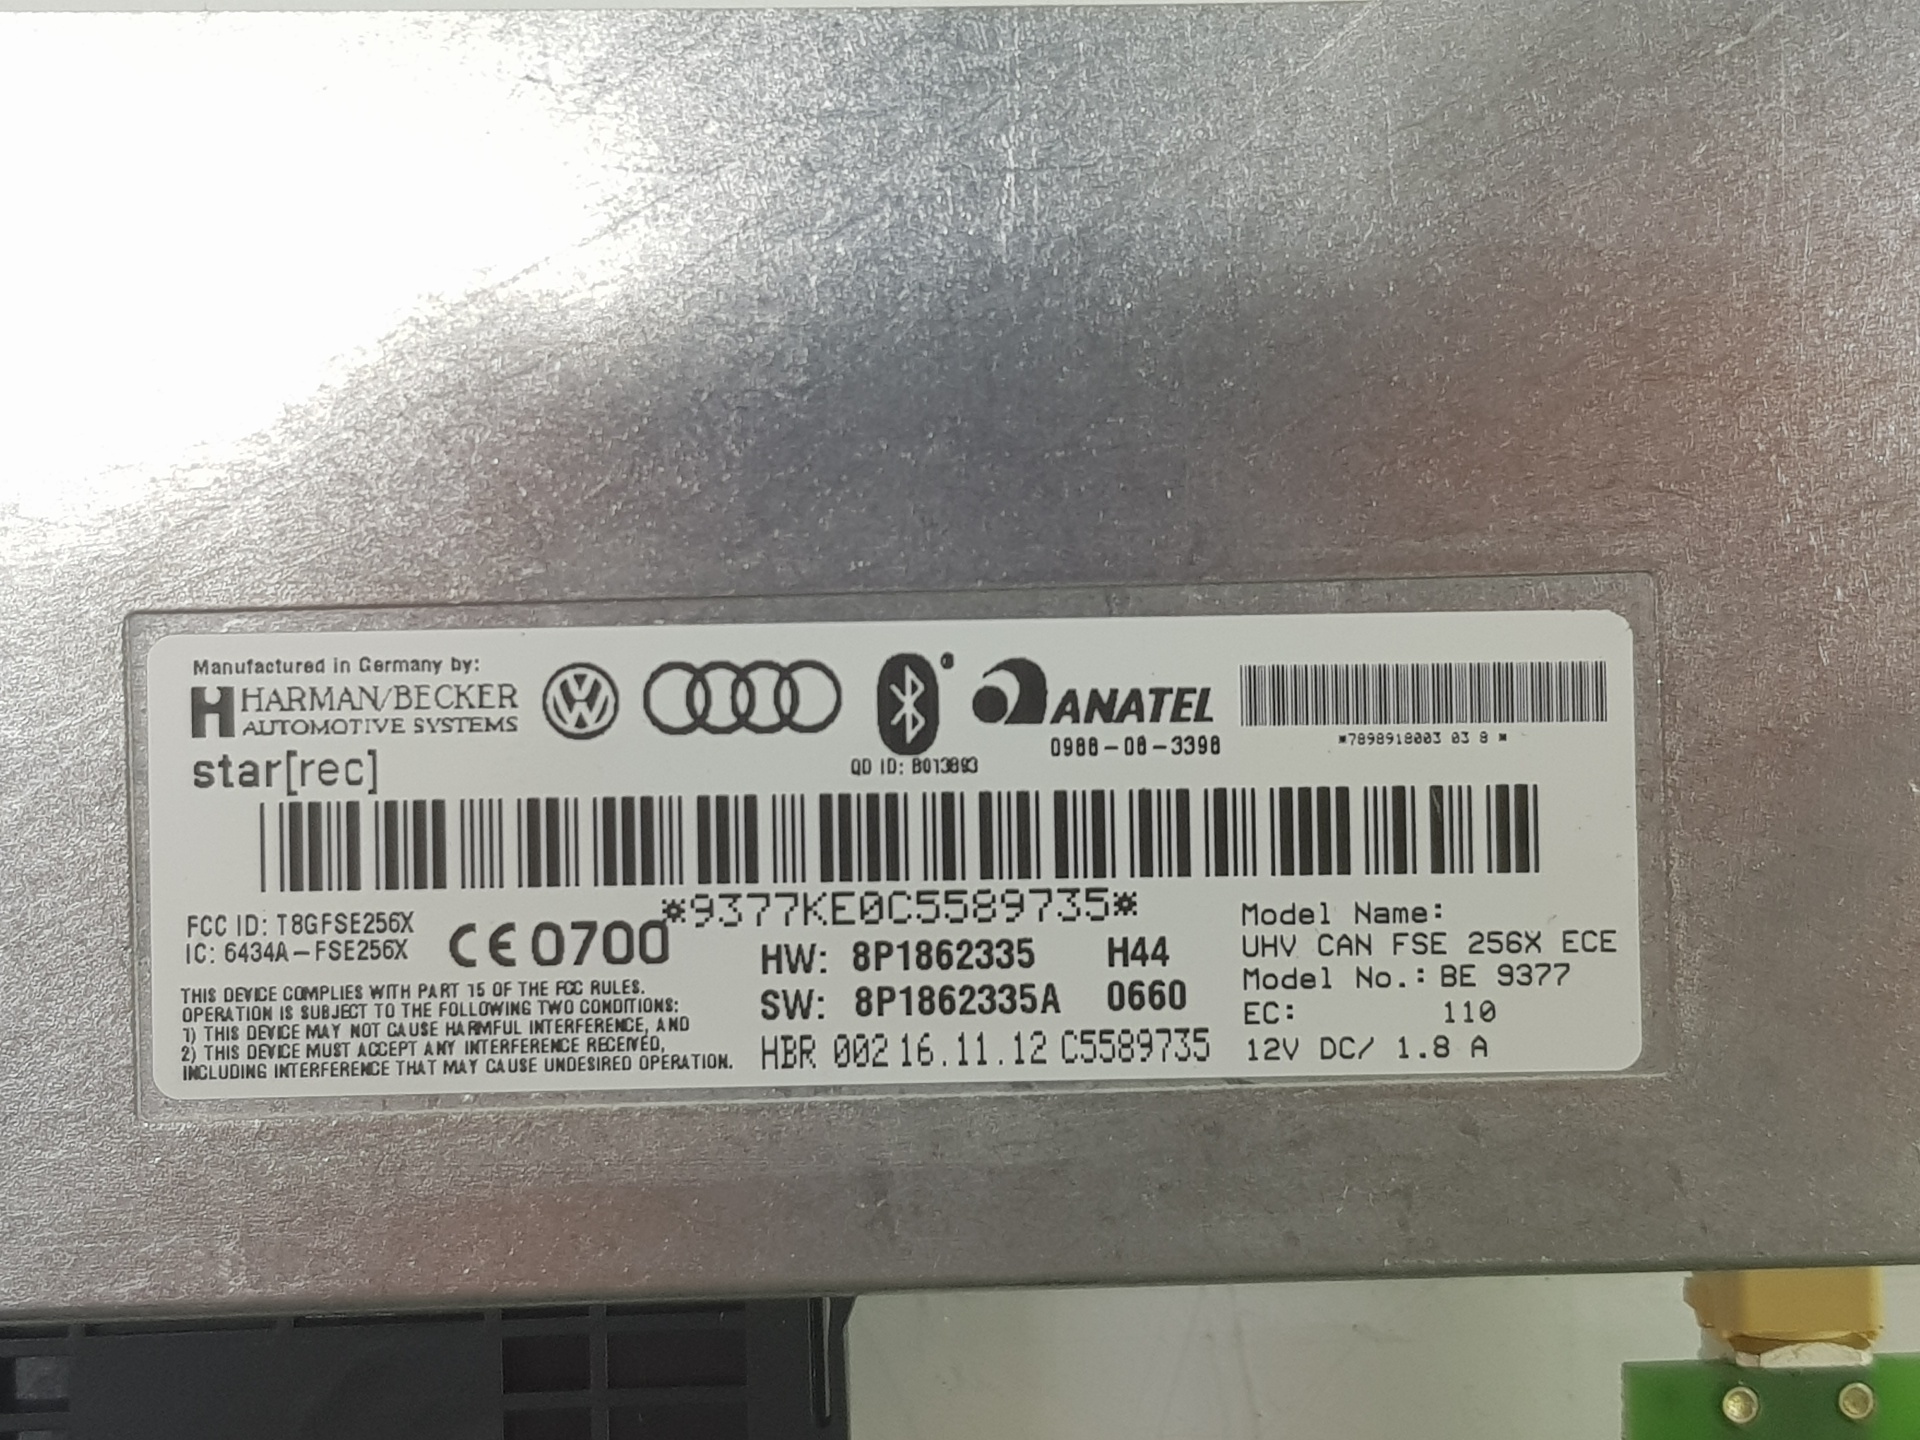 Manufactured in Germany by:
HARMAN/BECKER
AUTOMOTIVE SYSTEMS
star[rec]
QD ID: B013893
ANATEL
0988-08-3398
*7898918003 03 8 *
*9377KE0C5589735*
FCC ID: T8GFSE256X
IC: 6434A-FSE256X
CE 0700
THIS DEVICE COMPLIES WITH PART 15 OF THE FCC RULES.
OPERATION IS SUBJECT TO THE FOLLOWING TWO CONDITIONS:
1) THIS DEVICE MAY NOT CAUSE HARMFUL INTERFERENCE, AND
2) THIS DEVICE MUST ACCEPT ANY INTERFERENCE RECEIVED,
INCLUDING INTERFERENCE THAT MAY CAUSE UNDESIRED OPERATION.
HW: 8P1862335 H44
SW: 8P1862335A 0660
HBR 002 16.11.12 C5589735
Model Name:
UHV CAN FSE 256X ECE
Model No.: BE 9377
EC: 110
12V DC/ 1.8 A